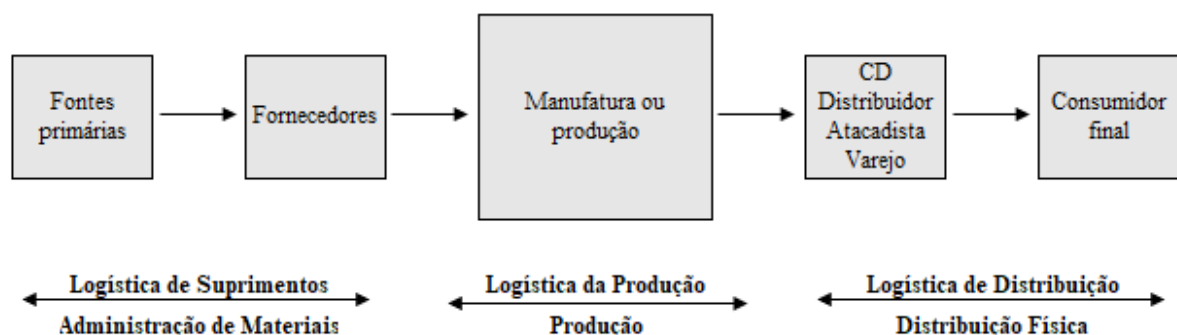 Fontes
primárias
Fornecedores
Manufatura ou
produção
CD
Distribuidor
Atacadista
Varejo
Consumidor
final
Logística de Suprimentos
Administração de Materiais
Logística da Produção
Produção
Logística de Distribuição
Distribuição Física